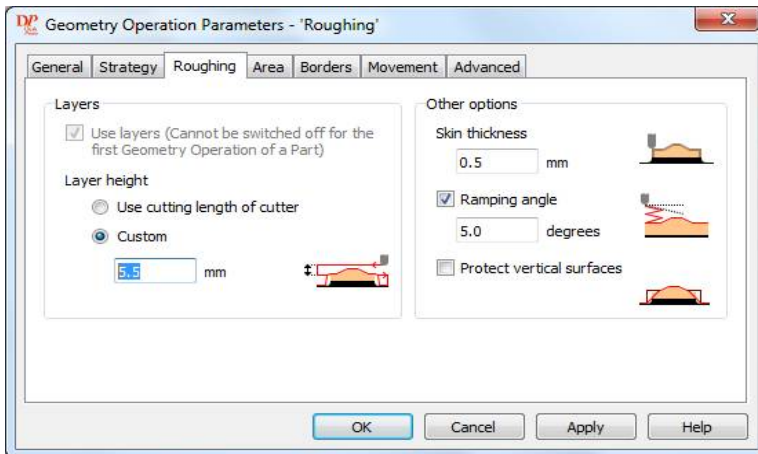 DP
Geometry Operation Parameters - 'Roughing'
General Strategy Roughing Area Borders Movement Advanced
Layers
Use layers (Cannot be switched off for the
first Geometry Operation of a Part)
Layer height
Use cutting length of cutter
Custom
5.5 mm
Other options
Skin thickness
0.5 mm
Ramping angle
5.0 degrees
Protect vertical surfaces
OK Cancel Apply Help